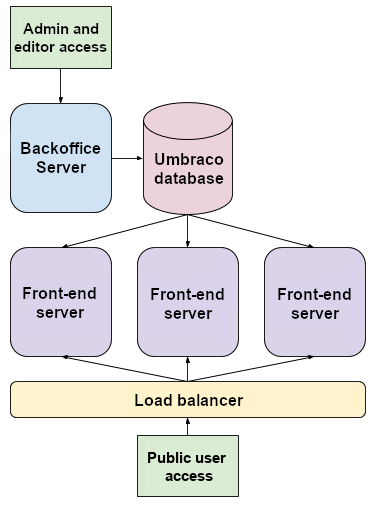 Admin and
editor access
Backoffice
Server
Umbraco
database
Front-end
server
Front-end
server
Front-end
server
Load balancer
Public user
access